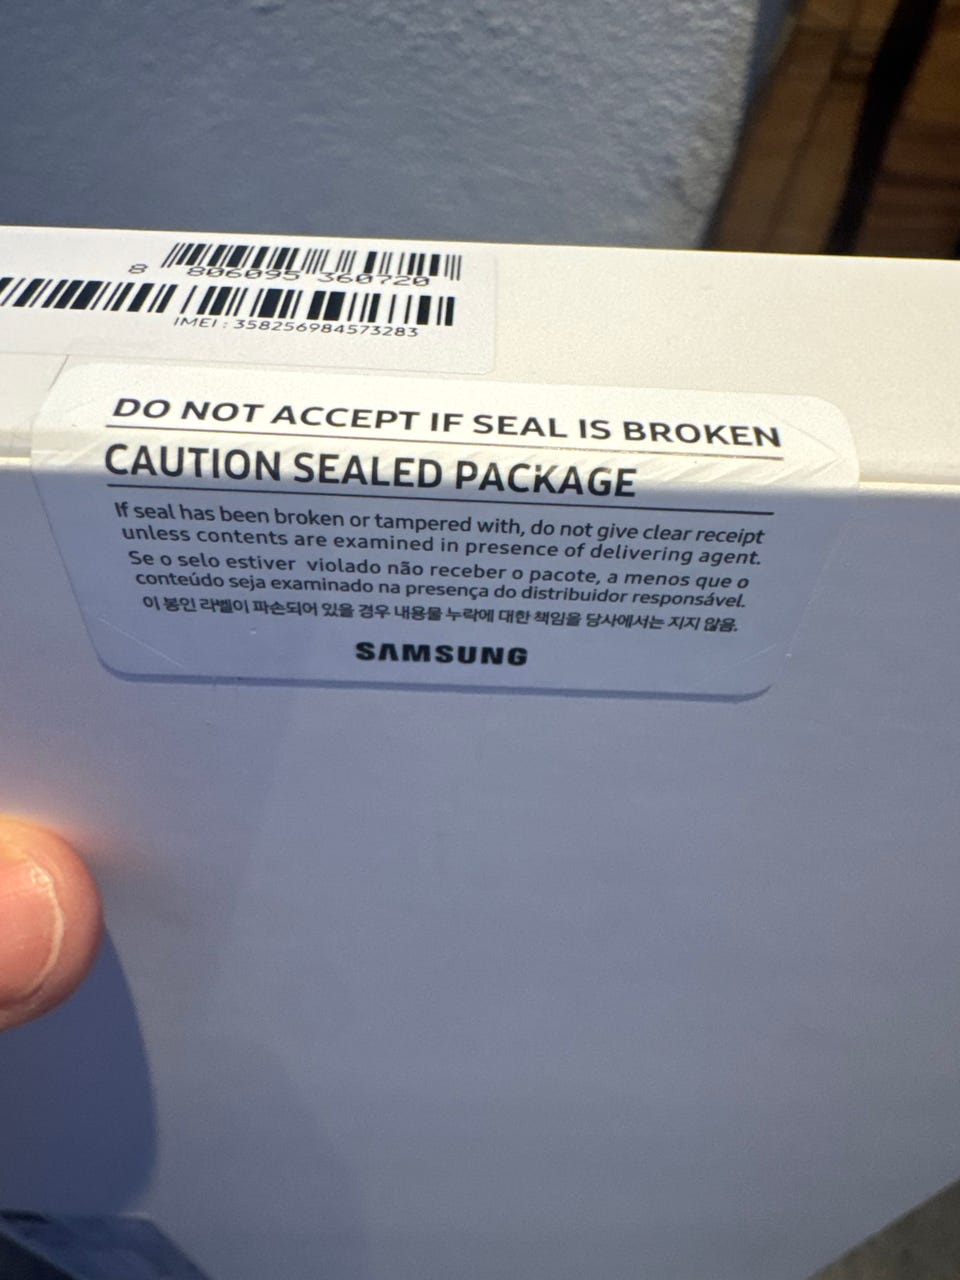 8 806095 360720
IMEI : 358256984573283
DO NOT ACCEPT IF SEAL IS BROKEN
CAUTION SEALED PACKAGE
If seal has been broken or tampered with, do not give clear receipt
unless contents are examined in presence of delivering agent.
Se o selo estiver violado não receber o pacote, a menos que o
conteúdo seja examinado na presença do distribuidor responsável.
이 봉인 라벨이 파손되어 있을 경우 내용물 누락에 대한 책임을 당사에서는 지지 않음.
SAMSUNG